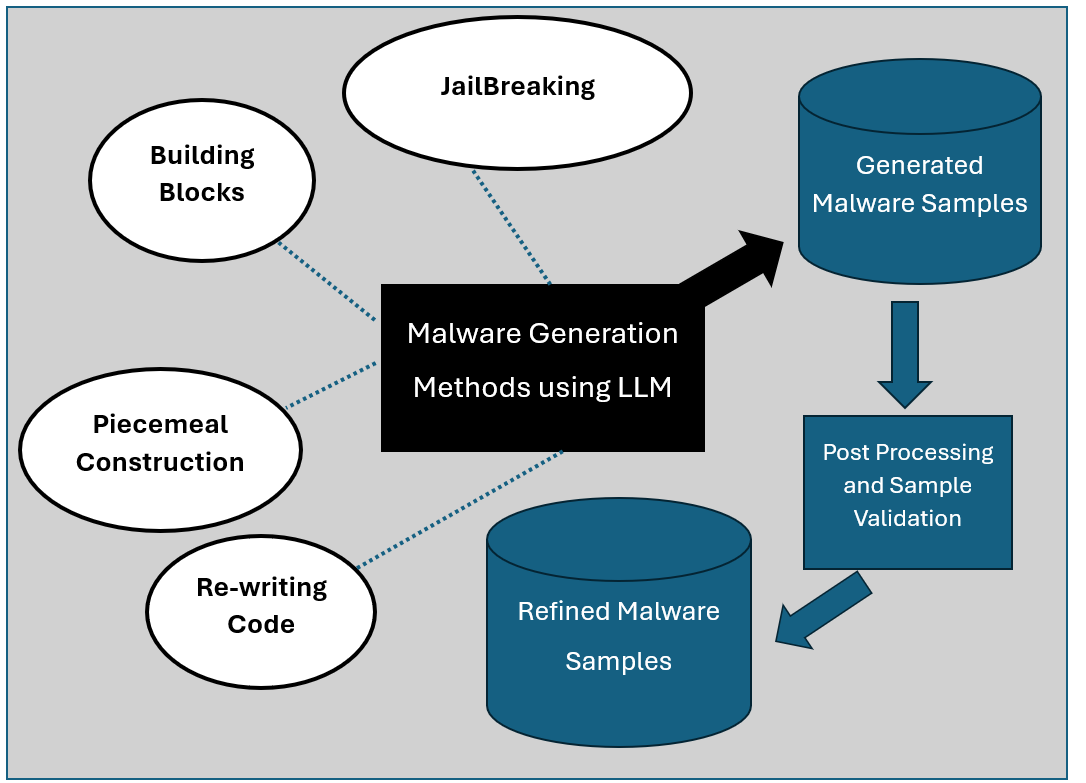 JailBreaking
Building
Blocks
Generated
Malware Samples
Malware Generation
Methods using LLM
Piecemeal
Construction
Post Processing
and Sample
Validation
Re-writing
Code
Refined Malware
Samples